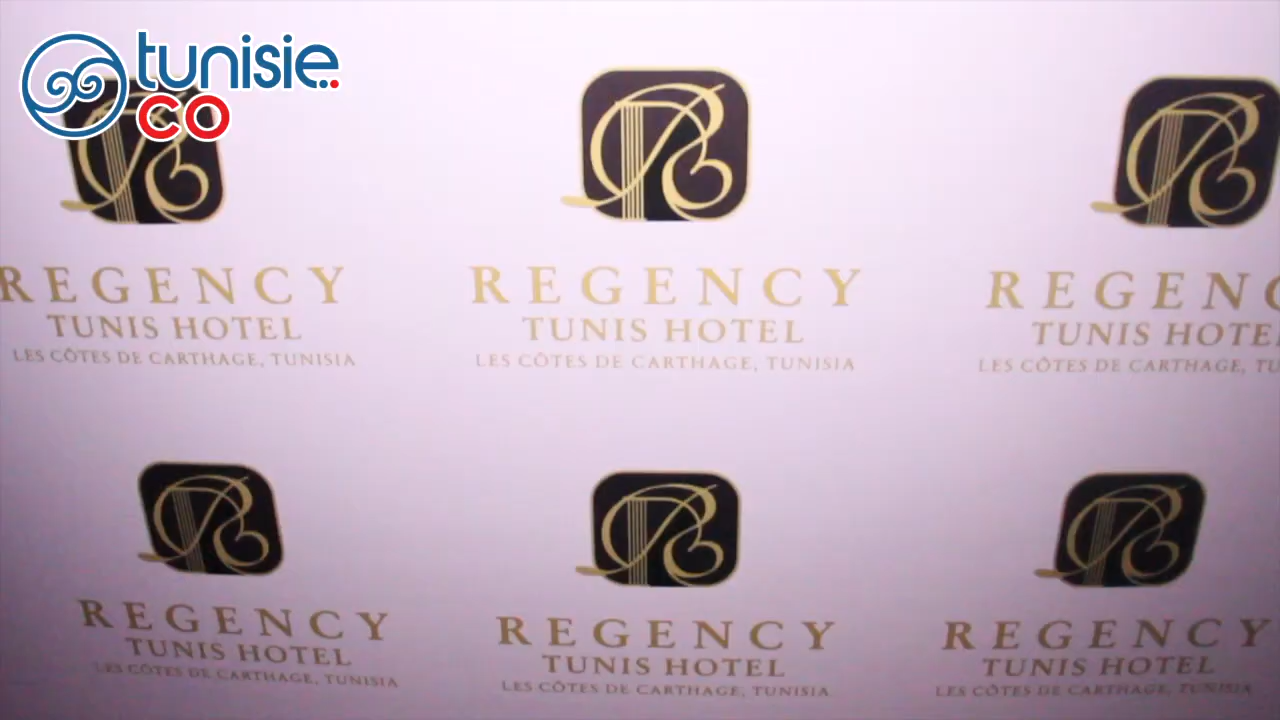 tunisie.
co
REGENCY
TUNIS HOTEL
LES CÔTES DE CARTHAGE, TUNISIA
REGENCY
TUNIS HOTEL
LES CÔTES DE CARTHAGE, TUNISIA
REGENC
TUNIS HOTEL
LES CÔTES DE CARTHAGE, TU
REGENCY
TUNIS HOTEL
LES CÔTES DE CARTHAGE, TUNISIA
REGENCY
TUNIS HOTEL
LES CÔTES DE CARTHAGE, TUNISIA
REGENCY
TUNIS HOTEL
LES CÔTES DE CARTHAGE, TUNISIA